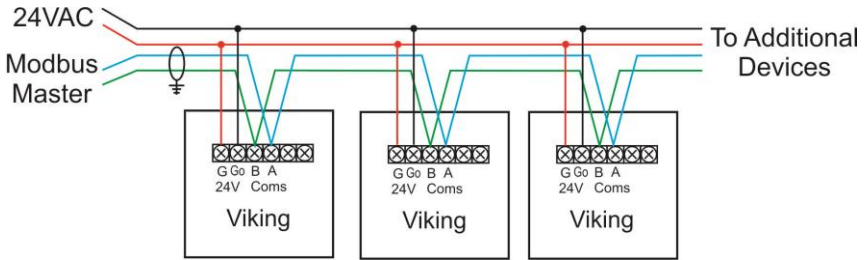 24VAC
Modbus
Master
To Additional
Devices
G Go B A
24V Coms
Viking
G Go B A
24V Coms
Viking
G Go B A
24V Coms
Viking